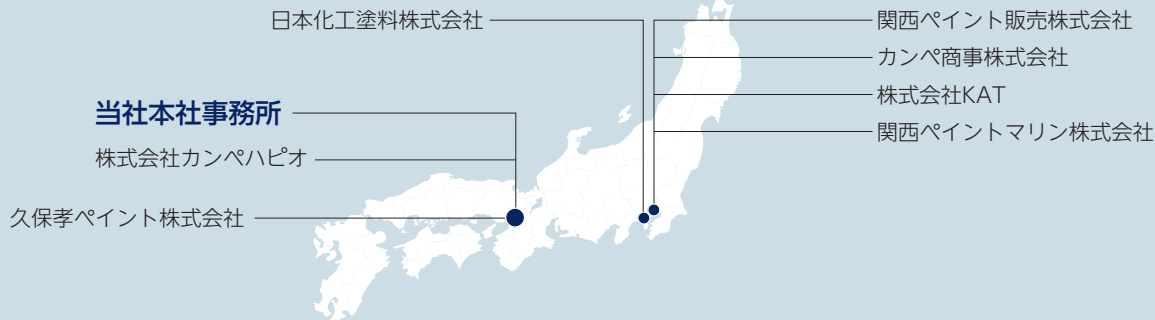 日本化工塗料株式会社
当社本社事務所
株式会社カンペハピオ
久保孝ペイント株式会社
関西ペイント販売株式会社
カンペ商事株式会社
株式会社KAT
関西ペイントマリン株式会社